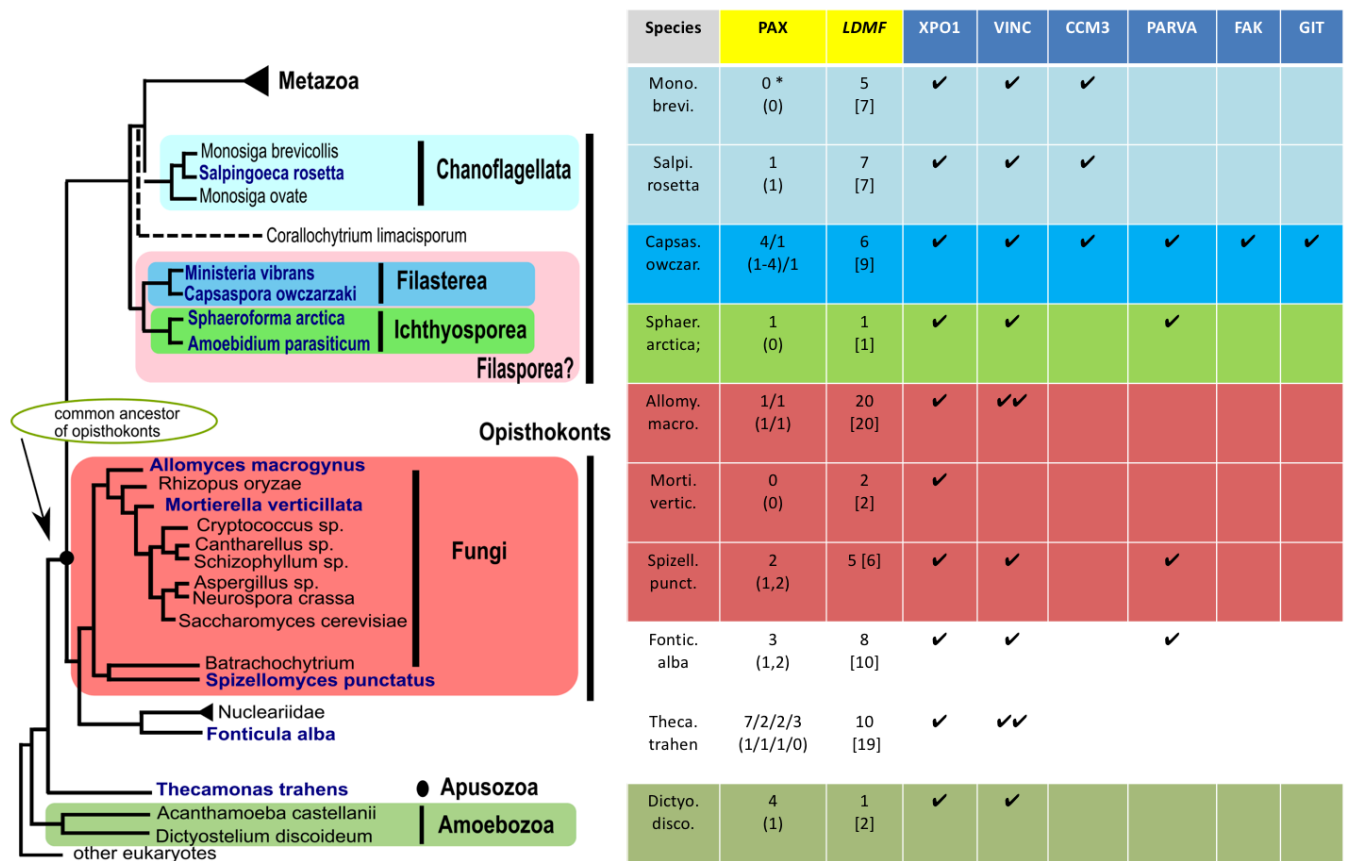 Metazoa
Monosiga brevicollis
Salpingoeca rosetta
Monosiga ovate
Chanoflagellata
Corallochytrium limacisporum
Ministeria vibrans
Capsaspora owczarzaki
Filasterea
Sphaeroforma arctica
Amoebidium parasiticum
Ichthyosporea
Filasporea?
common ancestor
of opisthokonts
Opisthokonts
Allomyces macrogynus
Rhizopus oryzae
Mortierella verticillata
Cryptococcus sp.
Cantharellus sp.
Schizophyllum sp.
Fungi
Aspergillus sp.
Neurospora crassa
Saccharomyces cerevisiae
Batrachochytrium
Spizellomyces punctatus
Nucleariidae
Fonticula alba
Thecamonas trahens
Apusozoa
Acanthamoeba castellanii
Dictyostelium discoideum
Amoebozoa
other eukaryotes
Species PAX LDMF XPO1 VINC CCM3 PARVA FAK GIT
Mono. 0 * 5 ✔ ✔ ✔
brevi. (0) [7]
Salpi. 1 7 ✔ ✔ ✔
rosetta (1) [7]
Capsas. 4/1 6 ✔ ✔ ✔ ✔ ✔ ✔
owczar. (1-4)/1 [9]
Sphaer. 1 1 ✔ ✔ ✔
arctica; (0) [1]
Allomy. 1/1 20 ✔ ✔✔
macro. (1/1) [20]
Morti. 0 2 ✔
vertic. (0) [2]
Spizell. 2 5 [6] ✔ ✔ ✔
punct. (1,2)
Fontic. 3 8 ✔ ✔ ✔
alba (1,2) [10]
Theca. 7/2/2/3 10 ✔ ✔✔
trahen (1/1/1/0) [19]
Dictyo. 4 1 ✔ ✔
disco. (1) [2]